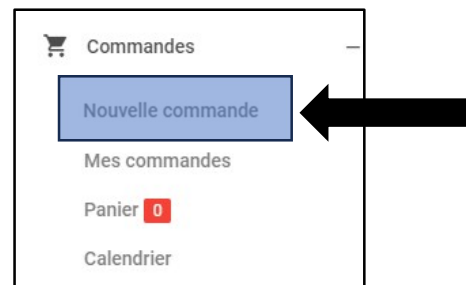 Commandes
Nouvelle commande
Mes commandes
Panier 0
Calendrier